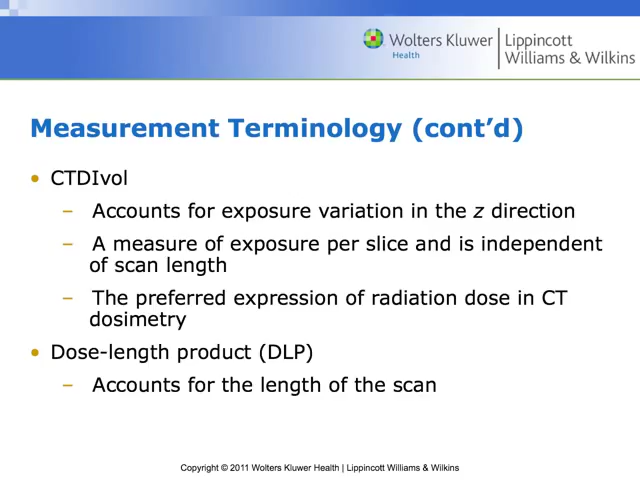 Wolters Kluwer
Health
Lippincott
Williams & Wilkins
Measurement Terminology (cont’d)
• CTDIvol
– Accounts for exposure variation in the z direction
– A measure of exposure per slice and is independent
of scan length
– The preferred expression of radiation dose in CT
dosimetry
• Dose-length product (DLP)
– Accounts for the length of the scan
Copyright © 2011 Wolters Kluwer Health | Lippincott Williams & Wilkins